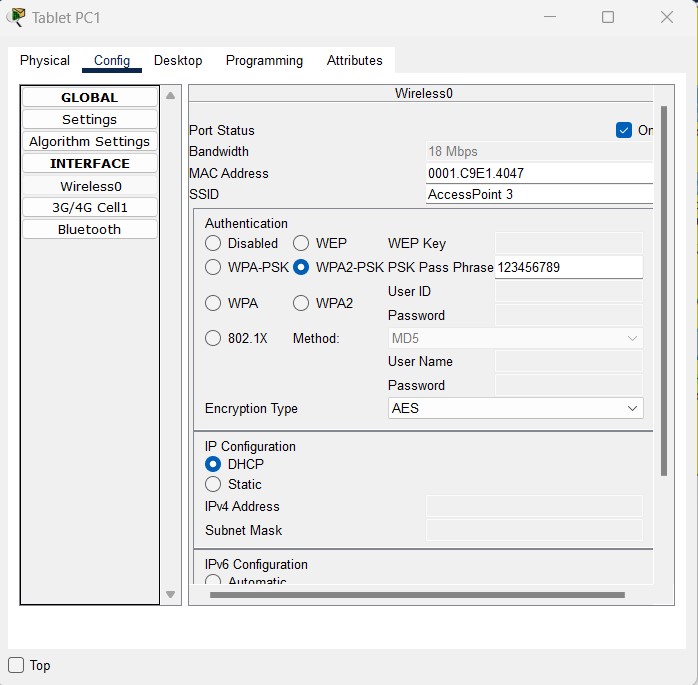 Tablet PC1
Physical Config Desktop Programming Attributes
GLOBAL
Settings
Algorithm Settings
INTERFACE
Wireless0
3G/4G Cell1
Bluetooth
Wireless0
Port Status On
Bandwidth 18 Mbps
MAC Address 0001.C9E1.4047
SSID AccessPoint 3
Authentication
Disabled WEP WEP Key
WPA-PSK WPA2-PSK PSK Pass Phrase 123456789
User ID
WPA WPA2
Password
802.1X Method: MD5
User Name
Password
Encryption Type AES
IP Configuration
DHCP
Static
IPv4 Address
Subnet Mask
IPv6 Configuration
Automatic
Top